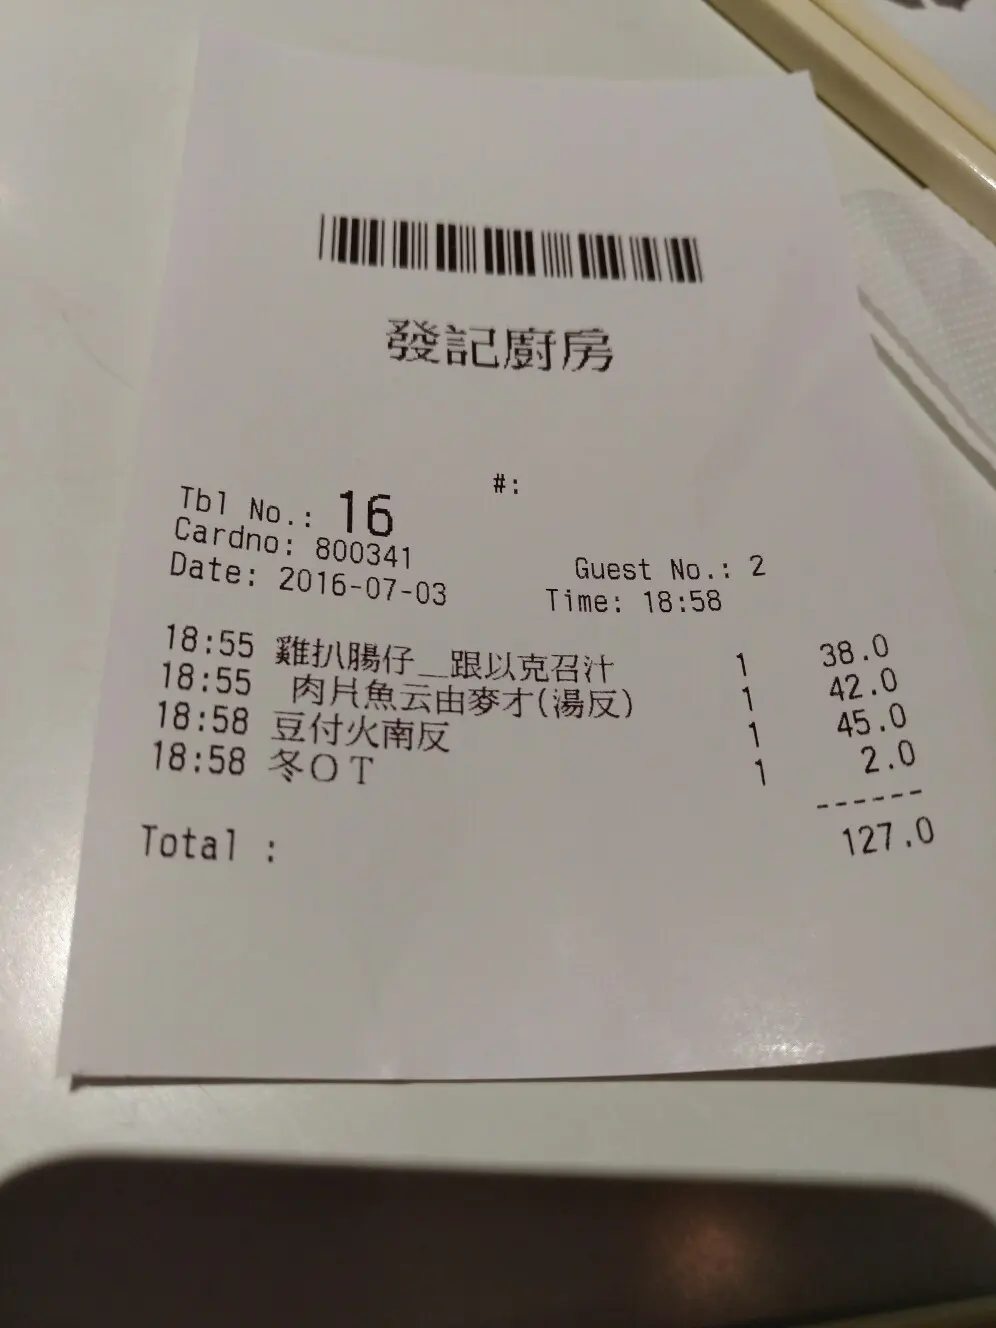 發記廚房
#:
Tbl No.: 16
Cardno: 800341
Guest No.: 2
Date: 2016-07-03
Time: 18:58
18:55 雞扒腸仔__跟以克召汁 1 38.0
18:55 肉片魚云由麥才(湯反) 1 42.0
18:58 豆付火南反 1 45.0
18:58 冬OT 1 2.0
------
Total : 127.0